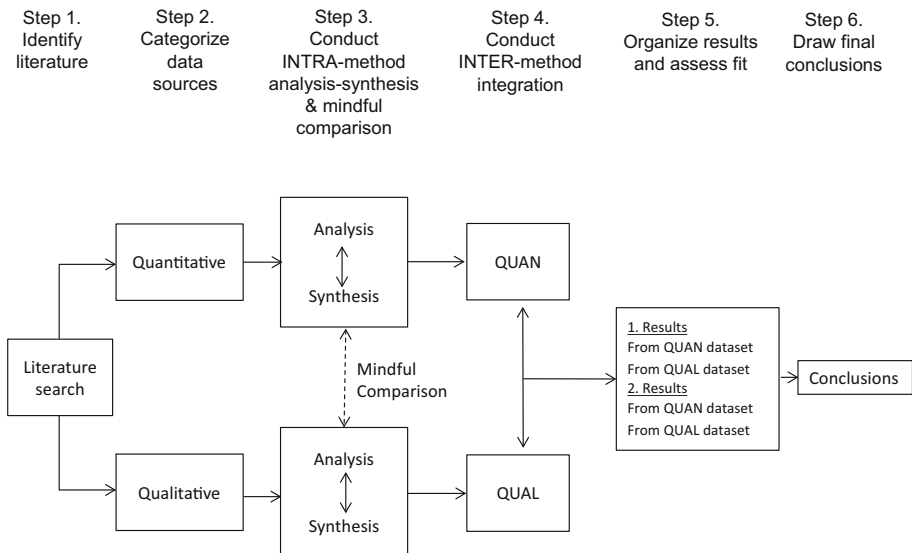 Step 1.
Identify
literature
Step 2.
Categorize
data
sources
Step 3.
Conduct
INTRA-method
analysis-synthesis
& mindful
comparison
Step 4.
Conduct
INTER-method
integration
Step 5.
Organize results
and assess fit
Step 6.
Draw final
conclusions
Literature
search
Quantitative
Qualitative
Analysis
Synthesis
Mindful
Comparison
Analysis
Synthesis
QUAN
QUAL
1. Results
From QUAN dataset
From QUAL dataset
2. Results
From QUAN dataset
From QUAL dataset
Conclusions